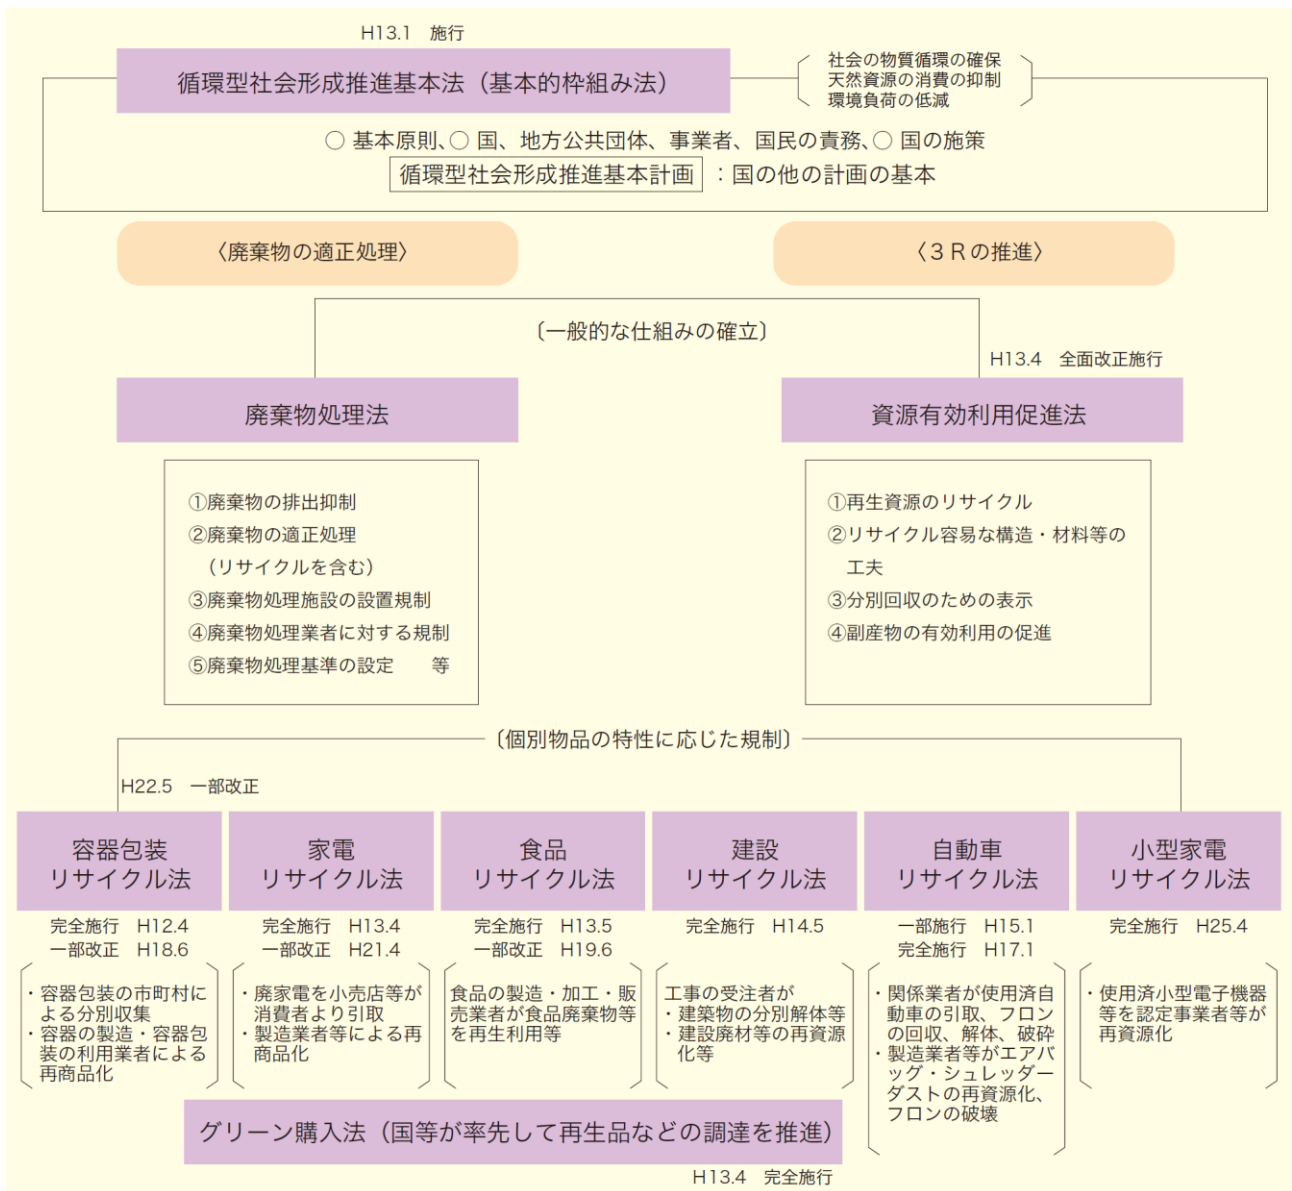 H13.1　施行
循環型社会形成推進基本法（基本的枠組み法）
社会の物質循環の確保
天然資源の消費の抑制
環境負荷の低減
○ 基本原則、○ 国、地方公共団体、事業者、国民の責務、○ 国の施策
循環型社会形成推進基本計画 ：国の他の計画の基本
〈廃棄物の適正処理〉
〈３Ｒの推進〉
〔一般的な仕組みの確立〕
H13.4　全面改正施行
廃棄物処理法
資源有効利用促進法
①廃棄物の排出抑制
②廃棄物の適正処理
（リサイクルを含む）
③廃棄物処理施設の設置規制
④廃棄物処理業者に対する規制
⑤廃棄物処理基準の設定　　等
①再生資源のリサイクル
②リサイクル容易な構造・材料等の
工夫
③分別回収のための表示
④副産物の有効利用の促進
〔個別物品の特性に応じた規制〕
H22.5　一部改正
容器包装
リサイクル法
完全施行　H12.4
一部改正　H18.6
・容器包装の市町村に
よる分別収集
・容器の製造・容器包
装の利用業者による
再商品化
家電
リサイクル法
完全施行　H13.4
一部改正　H21.4
・廃家電を小売店等が
消費者より引取
・製造業者等による再
商品化
食品
リサイクル法
完全施行　H13.5
一部改正　H19.6
食品の製造・加工・販
売業者が食品廃棄物等
を再生利用等
建設
リサイクル法
完全施行　H14.5
工事の受注者が
・建築物の分別解体等
・建設廃材等の再資源
化等
自動車
リサイクル法
一部施行　H15.1
完全施行　H17.1
・関係業者が使用済自
動車の引取、フロン
の回収、解体、破砕
・製造業者等がエアバ
ッグ・シュレッダー
ダストの再資源化、
フロンの破壊
小型家電
リサイクル法
完全施行　H25.4
・使用済小型電子機器
等を認定事業者等が
再資源化
グリーン購入法（国等が率先して再生品などの調達を推進）
H13.4　完全施行